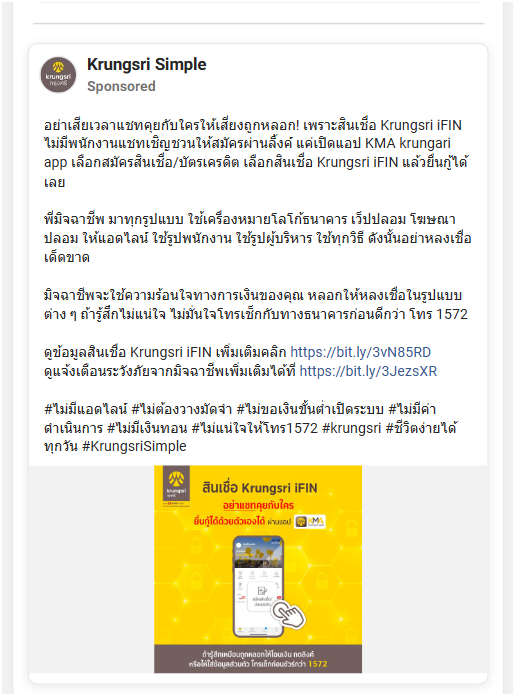 Krungsri Simple
Sponsored
krungsri
กรุงศรี
อย่าเสียเวลาแชทคุยกับใครให้เสี่ยงถูกหลอก! เพราะสินเชื่อ Krungsri iFIN
ไม่มีพนักงานแชทเชิญชวนให้สมัครผ่านลิ้งค์ แค่เปิดแอป KMA krungari
app เลือกสมัครสินเชื่อ/บัตรเครดิต เลือกสินเชื่อ Krungsri iFIN แล้วยื่นกู้ได้
เลย
พี่มิจฉาชีพ มาทุกรูปแบบ ใช้เครื่องหมายโลโก้ธนาคาร เว็ปปลอม โฆษณา
ปลอม ให้แอดไลน์ ใช้รูปพนักงาน ใช้รูปผู้บริหาร ใช้ทุกวิธี ดังนั้นอย่าหลงเชื่อ
เด็ดขาด
มิจฉาชีพจะใช้ความร้อนใจทางการเงินของคุณ หลอกให้หลงเชื่อในรูปแบบ
ต่าง ๆ ถ้ารู้สึกไม่แน่ใจ ไม่มั่นใจโทรเช็กกับทางธนาคารก่อนดีกว่า โทร 1572
ดูข้อมูลสินเชื่อ Krungsri iFIN เพิ่มเติมคลิก https://bit.ly/3vN85RD
ดูแจ้งเตือนระวังภัยจากมิจฉาชีพเพิ่มเติมได้ที่ https://bit.ly/3JezsXR
#ไม่มีแอดไลน์ #ไม่ต้องวางมัดจำ #ไม่ขอเงินขั้นต่ำเปิดระบบ #ไม่มีค่า
ดำเนินการ #ไม่มีเงินทอน #ไม่แน่ใจให้โทร1572 #krungsri #ชีวิตง่ายได้
ทุกวัน #KrungsriSimple
krungsri
กรุงศรี
สินเชื่อ Krungsri iFIN
อย่าแชทคุยกับใคร
ยื่นกู้ได้ด้วยตัวเองได้ ผ่านแอป KMA
ถ้ารู้สึกเหมือนถูกหลอกให้โอนเงิน กดลิงค์
หรือให้ใส่ข้อมูลส่วนตัว โทรเช็กก่อนชัวร์กว่า 1572